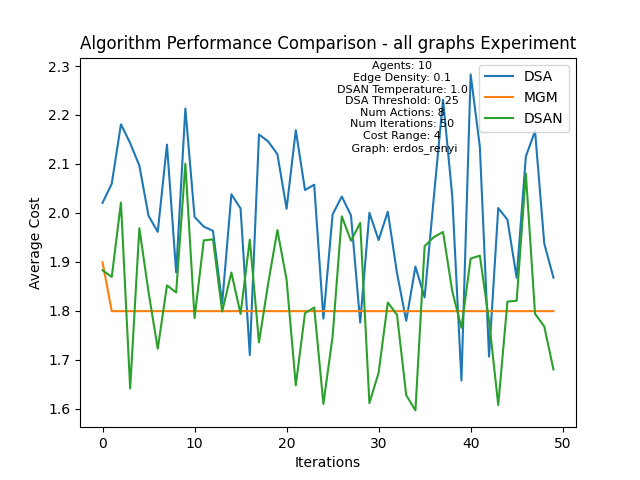 Algorithm Performance Comparison - all graphs Experiment
Agents: 10
Edge Density: 0.1
DSAN Temperature: 1.0
DSA Threshold: 0.25
Num Actions: 8
Num Iterations: 50
Cost Range: 4
Graph: erdos_renyi
DSA
MGM
DSAN
2.3
2.2
2.1
2.0
1.9
1.8
1.7
1.6
Average Cost
0 10 20 30 40 50
Iterations